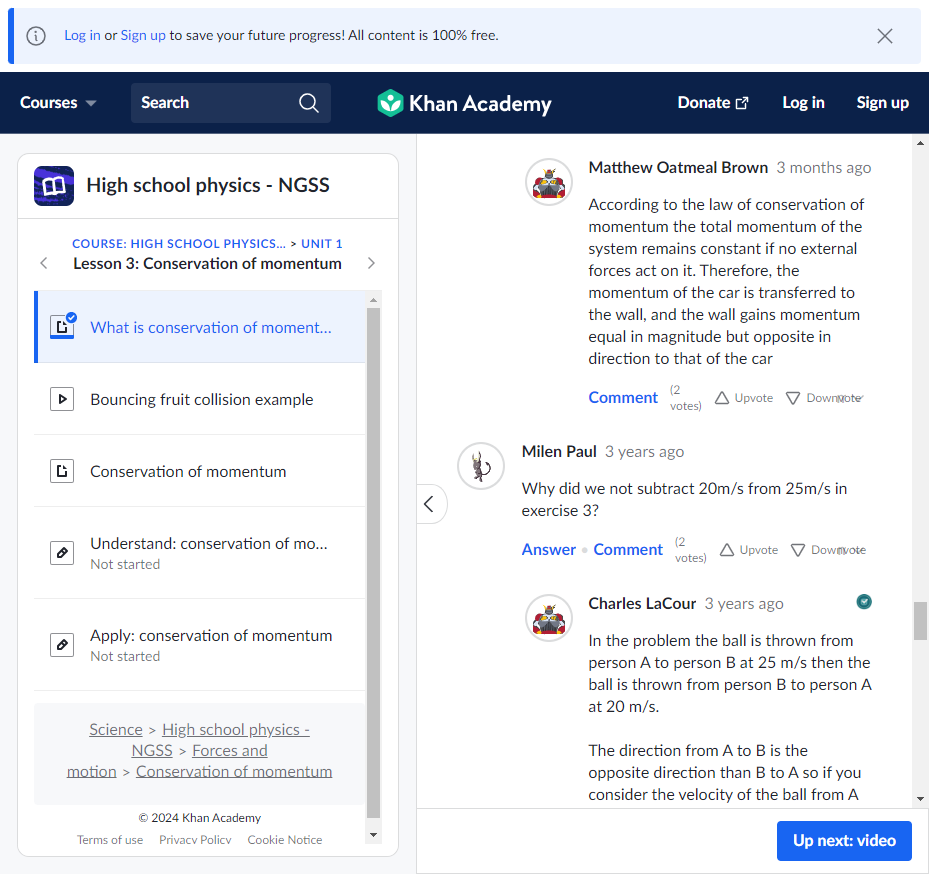 Log in or Sign up to save your future progress! All content is 100% free.
Courses
Search
Khan Academy
Donate
Log in
Sign up
High school physics - NGSS
COURSE: HIGH SCHOOL PHYSICS... > UNIT 1
Lesson 3: Conservation of momentum
What is conservation of moment...
Bouncing fruit collision example
Conservation of momentum
Understand: conservation of mo...
Not started
Apply: conservation of momentum
Not started
Science > High school physics -
NGSS > Forces and
motion > Conservation of momentum
© 2024 Khan Academy
Terms of use Privacy Policy Cookie Notice
Matthew Oatmeal Brown 3 months ago
According to the law of conservation of
momentum the total momentum of the
system remains constant if no external
forces act on it. Therefore, the
momentum of the car is transferred to
the wall, and the wall gains momentum
equal in magnitude but opposite in
direction to that of the car
Comment (2 votes) Upvote Downvote
Milen Paul 3 years ago
Why did we not subtract 20m/s from 25m/s in
exercise 3?
Answer • Comment (2 votes) Upvote Downvote
Charles LaCour 3 years ago
In the problem the ball is thrown from
person A to person B at 25 m/s then the
ball is thrown from person B to person A
at 20 m/s.
The direction from A to B is the
opposite direction than B to A so if you
consider the velocity of the ball from A
Up next: video